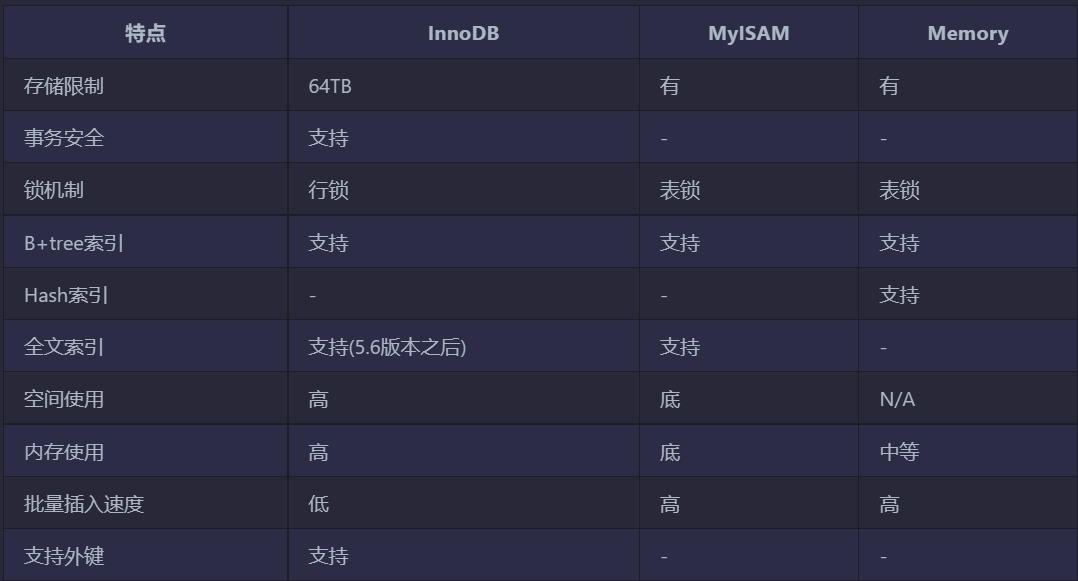 特点 InnoDB MyISAM Memory
存储限制 64TB 有 有
事务安全 支持 - -
锁机制 行锁 表锁 表锁
B+tree索引 支持 支持 支持
Hash索引 - - 支持
全文索引 支持(5.6版本之后) 支持 -
空间使用 高 底 N/A
内存使用 高 底 中等
批量插入速度 低 高 高
支持外键 支持 - -